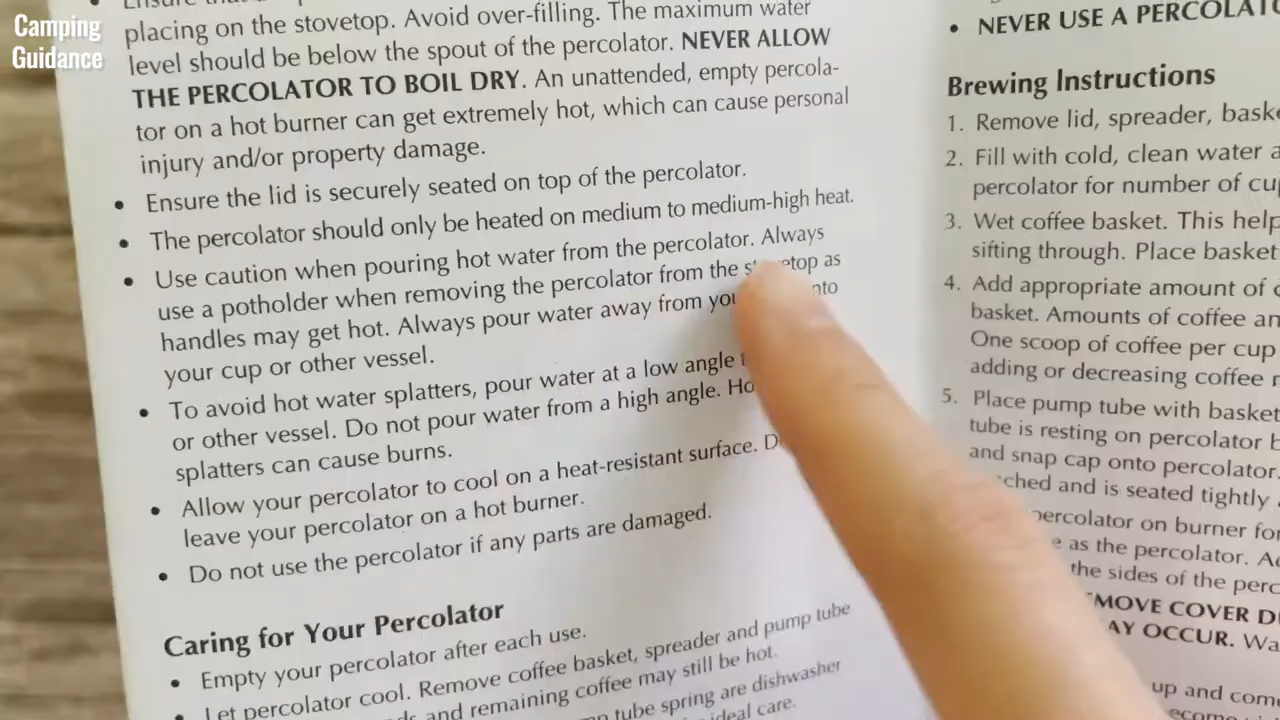 Camping
Guidance
placing on the stovetop. Avoid over-filling. The maximum water
level should be below the spout of the percolator. NEVER ALLOW
THE PERCOLATOR TO BOIL DRY. An unattended, empty percola-
tor on a hot burner can get extremely hot, which can cause personal
injury and/or property damage.
• Ensure the lid is securely seated on top of the percolator.
• The percolator should only be heated on medium to medium-high heat.
• Use caution when pouring hot water from the percolator. Always
use a potholder when removing the percolator from the as
handles may get hot. Always pour water away from
your cup or other vessel.
• To avoid hot water splatters, pour water at a low angle
or other vessel. Do not pour water from a high angle.
splatters can cause burns.
• Allow your percolator to cool on a heat-resistant surface.
leave your percolator on a hot burner.
• Do not use the percolator if any parts are damaged.
Caring for Your Percolator
• Empty your percolator after each use.
• Let percolator cool. Remove coffee basket, spreader and pump tube
and remaining coffee may still be hot.
tube spring are dishwasher
ideal care.
• NEVER USE A
Brewing Instructions
1. Remove lid, spreader,
2. Fill with cold, clean water
percolator for number of
3. Wet coffee basket. This
sifting through. Place basket
4. Add appropriate amount of
basket. Amounts of coffee
One scoop of coffee per cup
adding or decreasing coffee
5. Place pump tube with basket
tube is resting on percolator
and snap cap onto percolator.
and is seated tightly
percolator on burner
as the percolator.
the sides of the
COVER
OCCUR.
up and